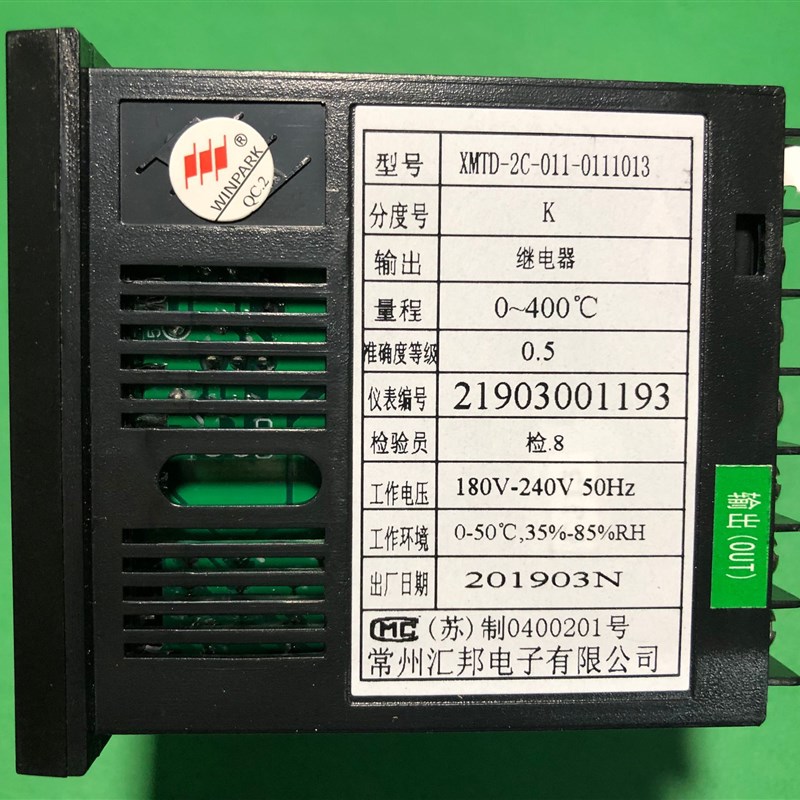 WINPARK®
QC.2
型号 XMTD-2C-011-0111013
分度号 K
输出 继电器
量程 0~400℃
准确度等级 0.5
仪表编号 21903001193
检验员 检.8
工作电压 180V-240V 50Hz
工作环境 0-50℃,35%-85%RH
出厂日期 201903N
CMC (苏)制0400201号
常州汇邦电子有限公司
输出(OUT)